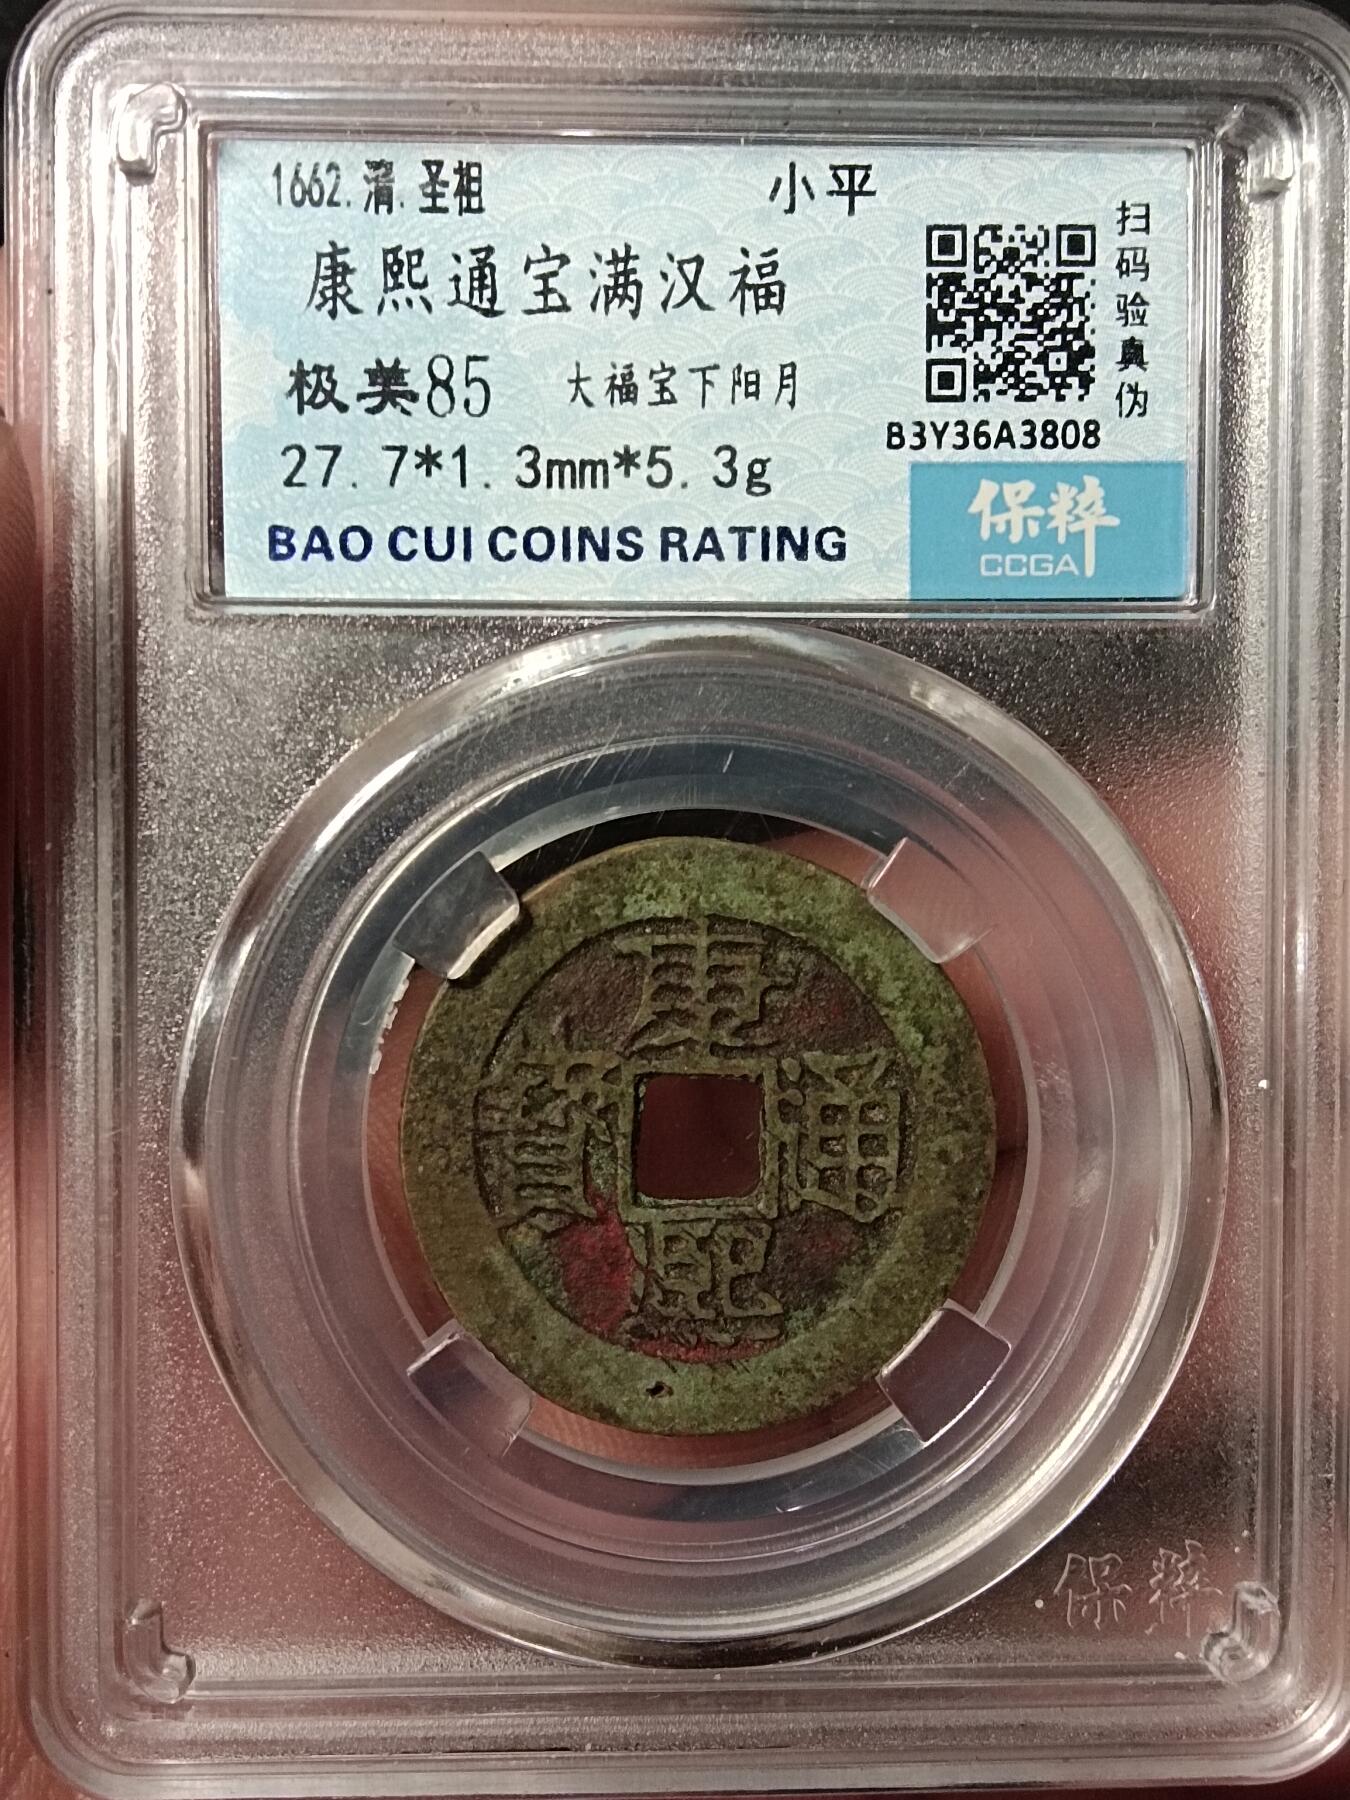 1662.清.圣祖
小平
康熙通宝满汉福
极美85
大福宝下阳月
27.7*1.3mm*5.3g
BAO CUI COINS RATING
扫码验真伪
B3Y36A3808
保粹
CCGA
康熙通寳
保粹